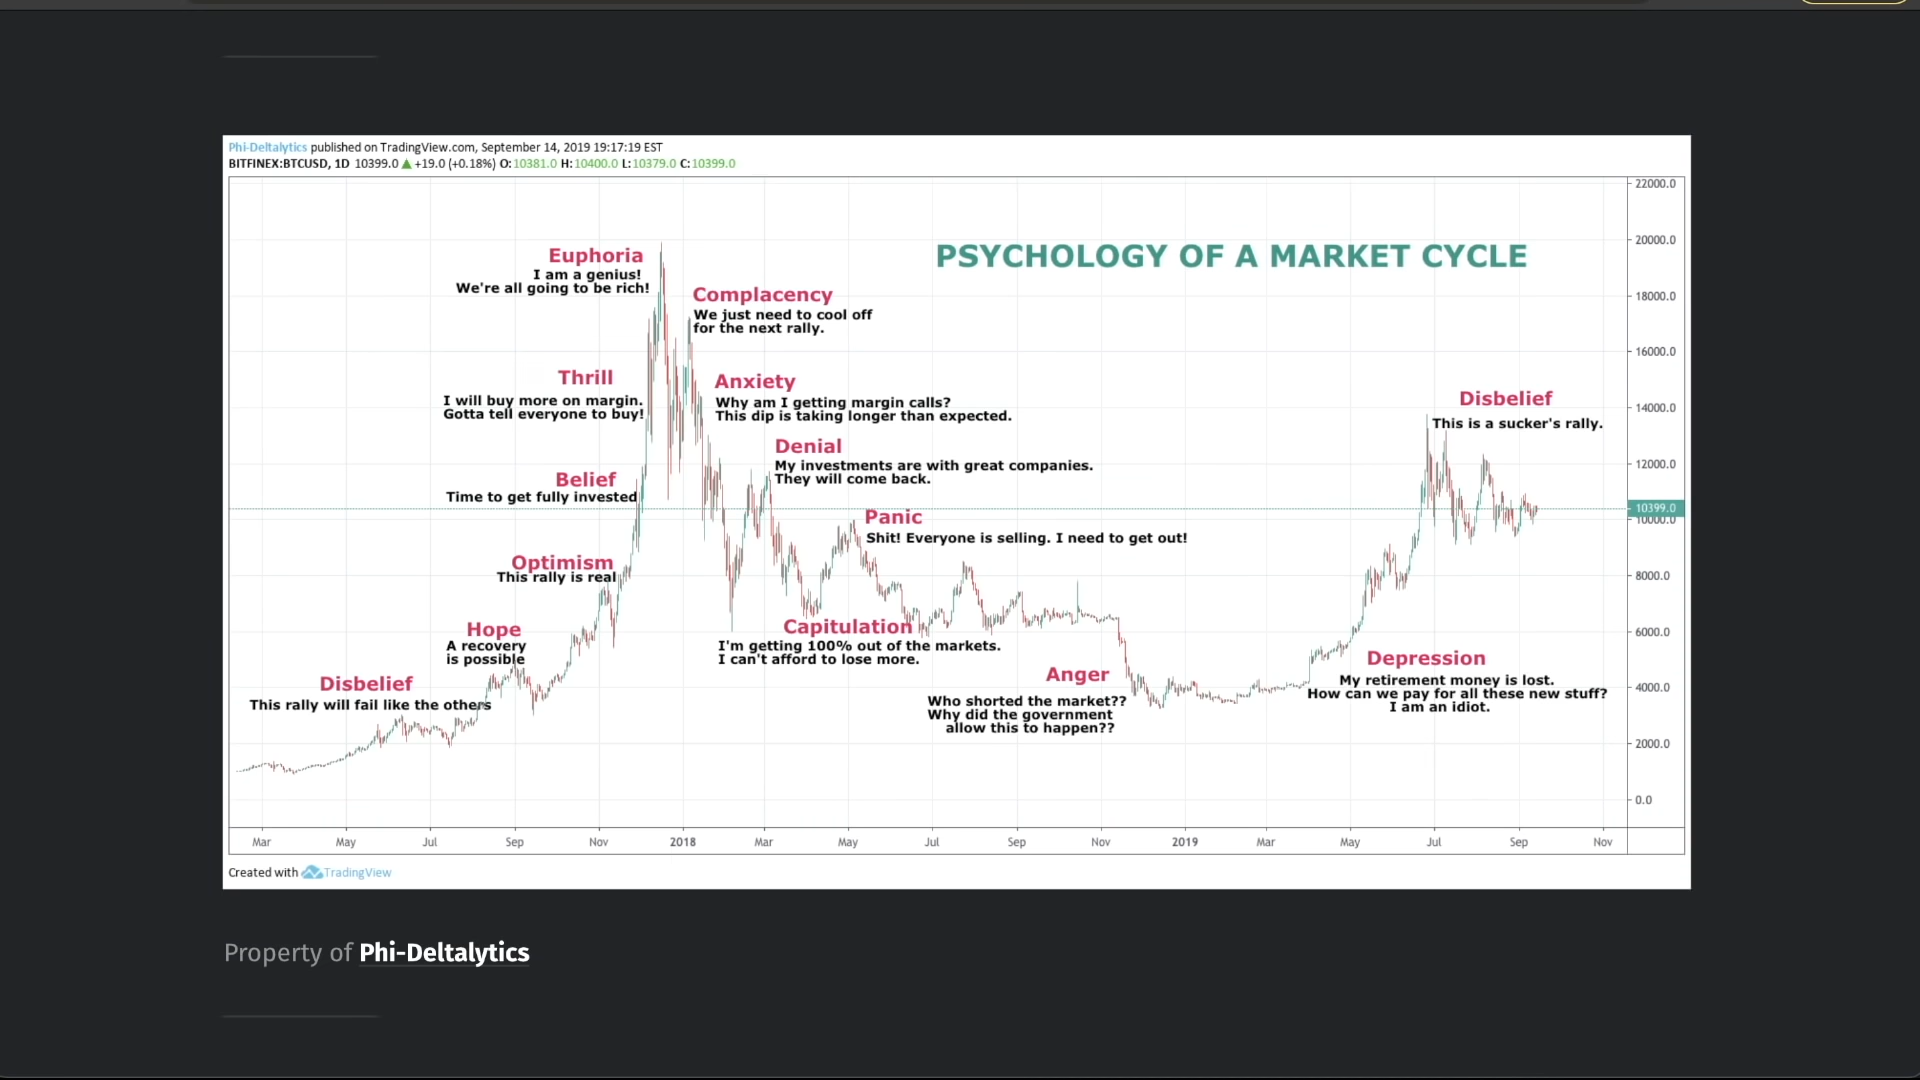 Phi-Deltalytics published on TradingView.com, September 14, 2019 19:17:19 EST
BITFINEX:BTCUSD, 1D 10399.0 ▲ +19.0 (+0.18%) O:10381.0 H:10400.0 L:10379.0 C:10399.0
PSYCHOLOGY OF A MARKET CYCLE
Euphoria
I am a genius!
We're all going to be rich!
Complacency
We just need to cool off
for the next rally.
Thrill
I will buy more on margin.
Gotta tell everyone to buy!
Anxiety
Why am I getting margin calls?
This dip is taking longer than expected.
Disbelief
This is a sucker's rally.
Denial
My investments are with great companies.
They will come back.
Belief
Time to get fully invested
Panic
Shit! Everyone is selling. I need to get out!
Optimism
This rally is real
Hope
A recovery
is possible
Capitulation
I'm getting 100% out of the markets.
I can't afford to lose more.
Disbelief
This rally will fail like the others
Anger
Who shorted the market??
Why did the government
allow this to happen??
Depression
My retirement money is lost.
How can we pay for all these new stuff?
I am an idiot.
22000.0
20000.0
18000.0
16000.0
14000.0
12000.0
10399.0
10000.0
8000.0
6000.0
4000.0
2000.0
0.0
Mar May Jul Sep Nov 2018 Mar May Jul Sep Nov 2019 Mar May Jul Sep Nov
Created with TradingView
Property of Phi-Deltalytics